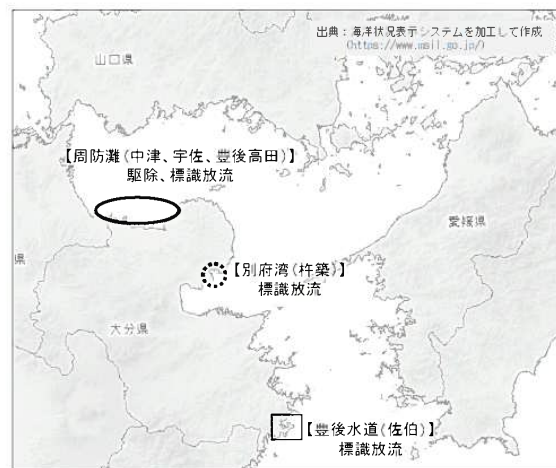 出典：海洋状況表示システムを加工して作成
(https://www.msil.go.jp/)
山口県
【周防灘(中津、宇佐、豊後高田)】
駆除、標識放流
愛媛県
県
【別府湾(杵築)】
標識放流
大分県
【豊後水道(佐伯)】
標識放流